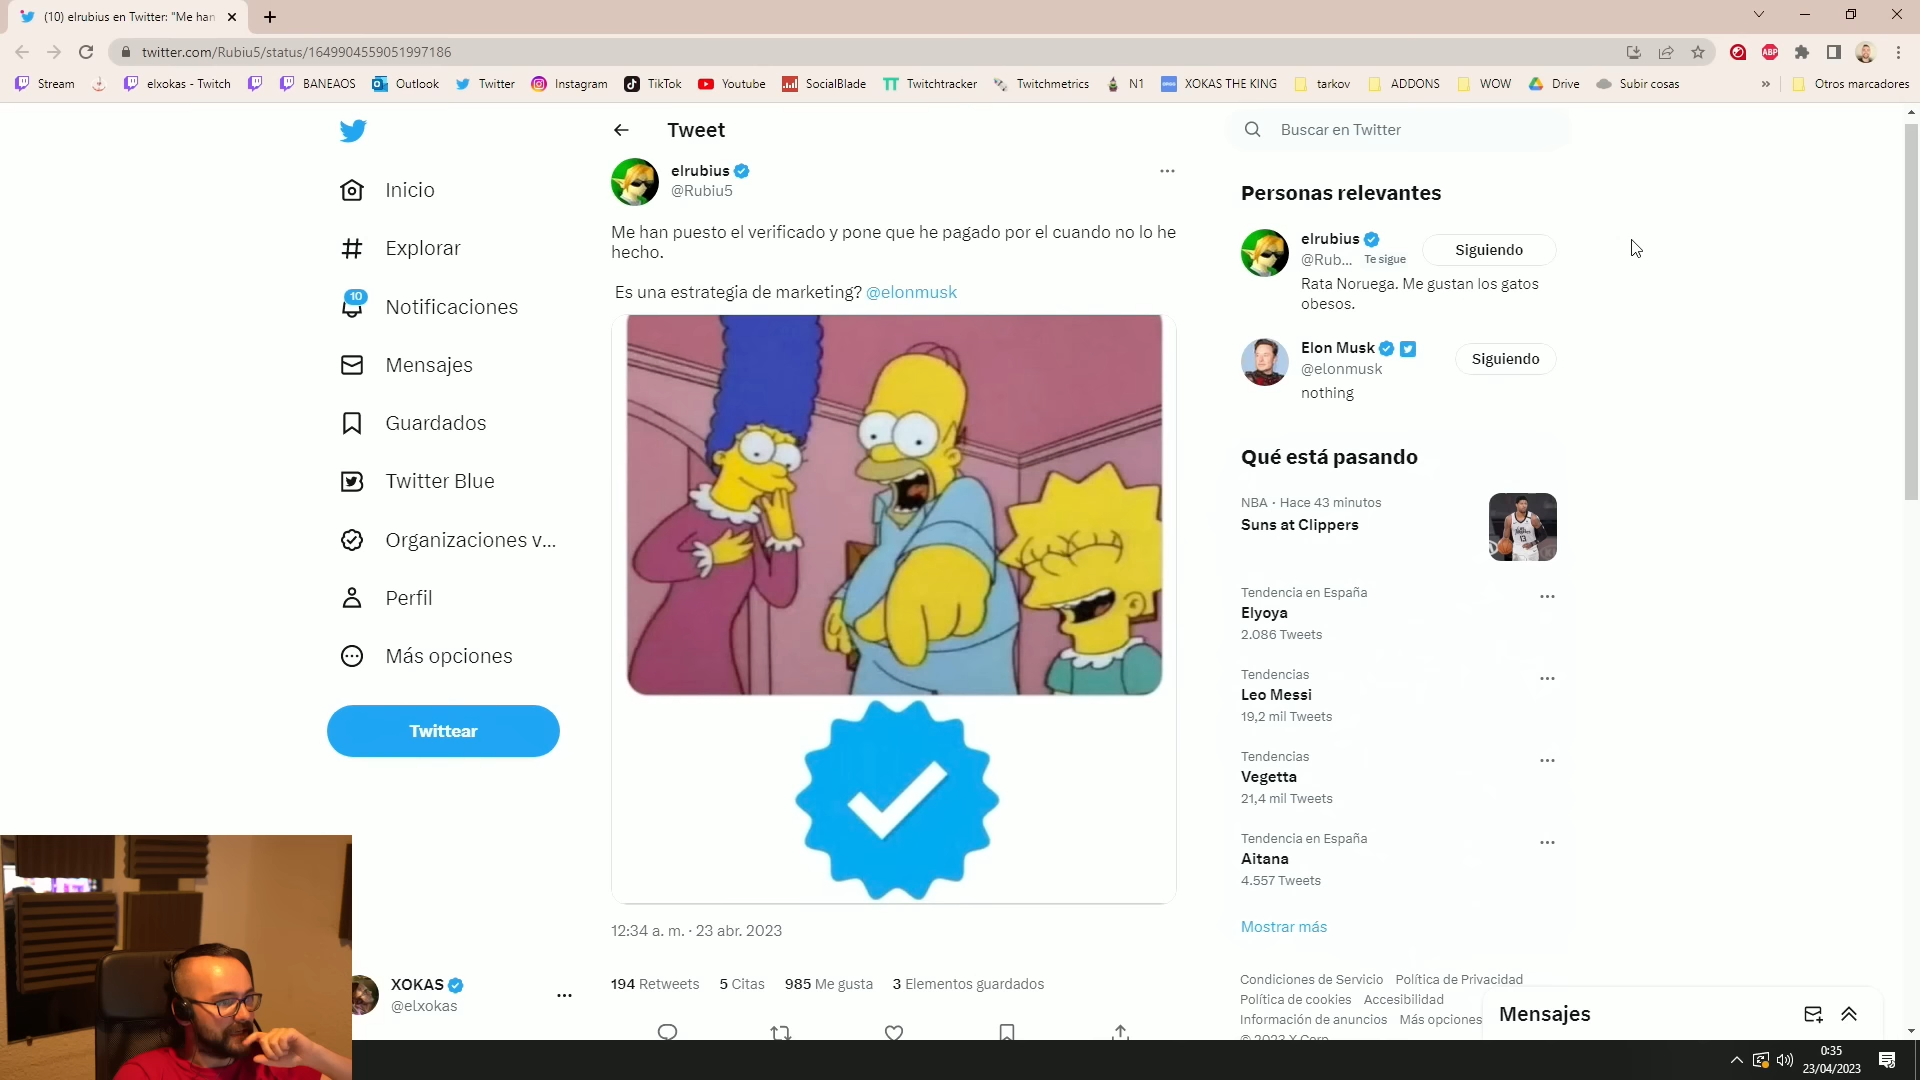 (10) elrubius en Twitter: "Me han
twitter.com/Rubiu5/status/1649904559051997186
ABP
Stream
elxokas - Twitch
BANEAOS
Outlook
Twitter
Instagram
TikTok
Youtube
SocialBlade
Twitchtracker
Twitchmetrics
N1
XOKAS THE KING
tarkov
ADDONS
WOW
Drive
Subir cosas
»
Otros marcadores
Inicio
Explorar
10
Notificaciones
Mensajes
Guardados
Twitter Blue
Organizaciones v...
Perfil
Más opciones
Twittear
XOKAS
@elxokas
Tweet
elrubius
@Rubiu5
Me han puesto el verificado y pone que he pagado por el cuando no lo he
hecho.
Es una estrategia de marketing? @elonmusk
12:34 a. m. · 23 abr. 2023
194 Retweets 5 Citas 985 Me gusta 3 Elementos guardados
Buscar en Twitter
Personas relevantes
elrubius
@Rub... Te sigue
Siguiendo
Rata Noruega. Me gustan los gatos
obesos.
Elon Musk
@elonmusk
Siguiendo
nothing
Qué está pasando
NBA · Hace 43 minutos
Suns at Clippers
13
Tendencia en España
Elyoya
2.086 Tweets
Tendencias
Leo Messi
19,2 mil Tweets
Tendencias
Vegetta
21,4 mil Tweets
Tendencia en España
Aitana
4.557 Tweets
Mostrar más
Condiciones de Servicio Política de Privacidad
Política de cookies Accesibilidad
Información de anuncios Más opciones
© 2023 X Corp.
Mensajes
0:35
23/04/2023